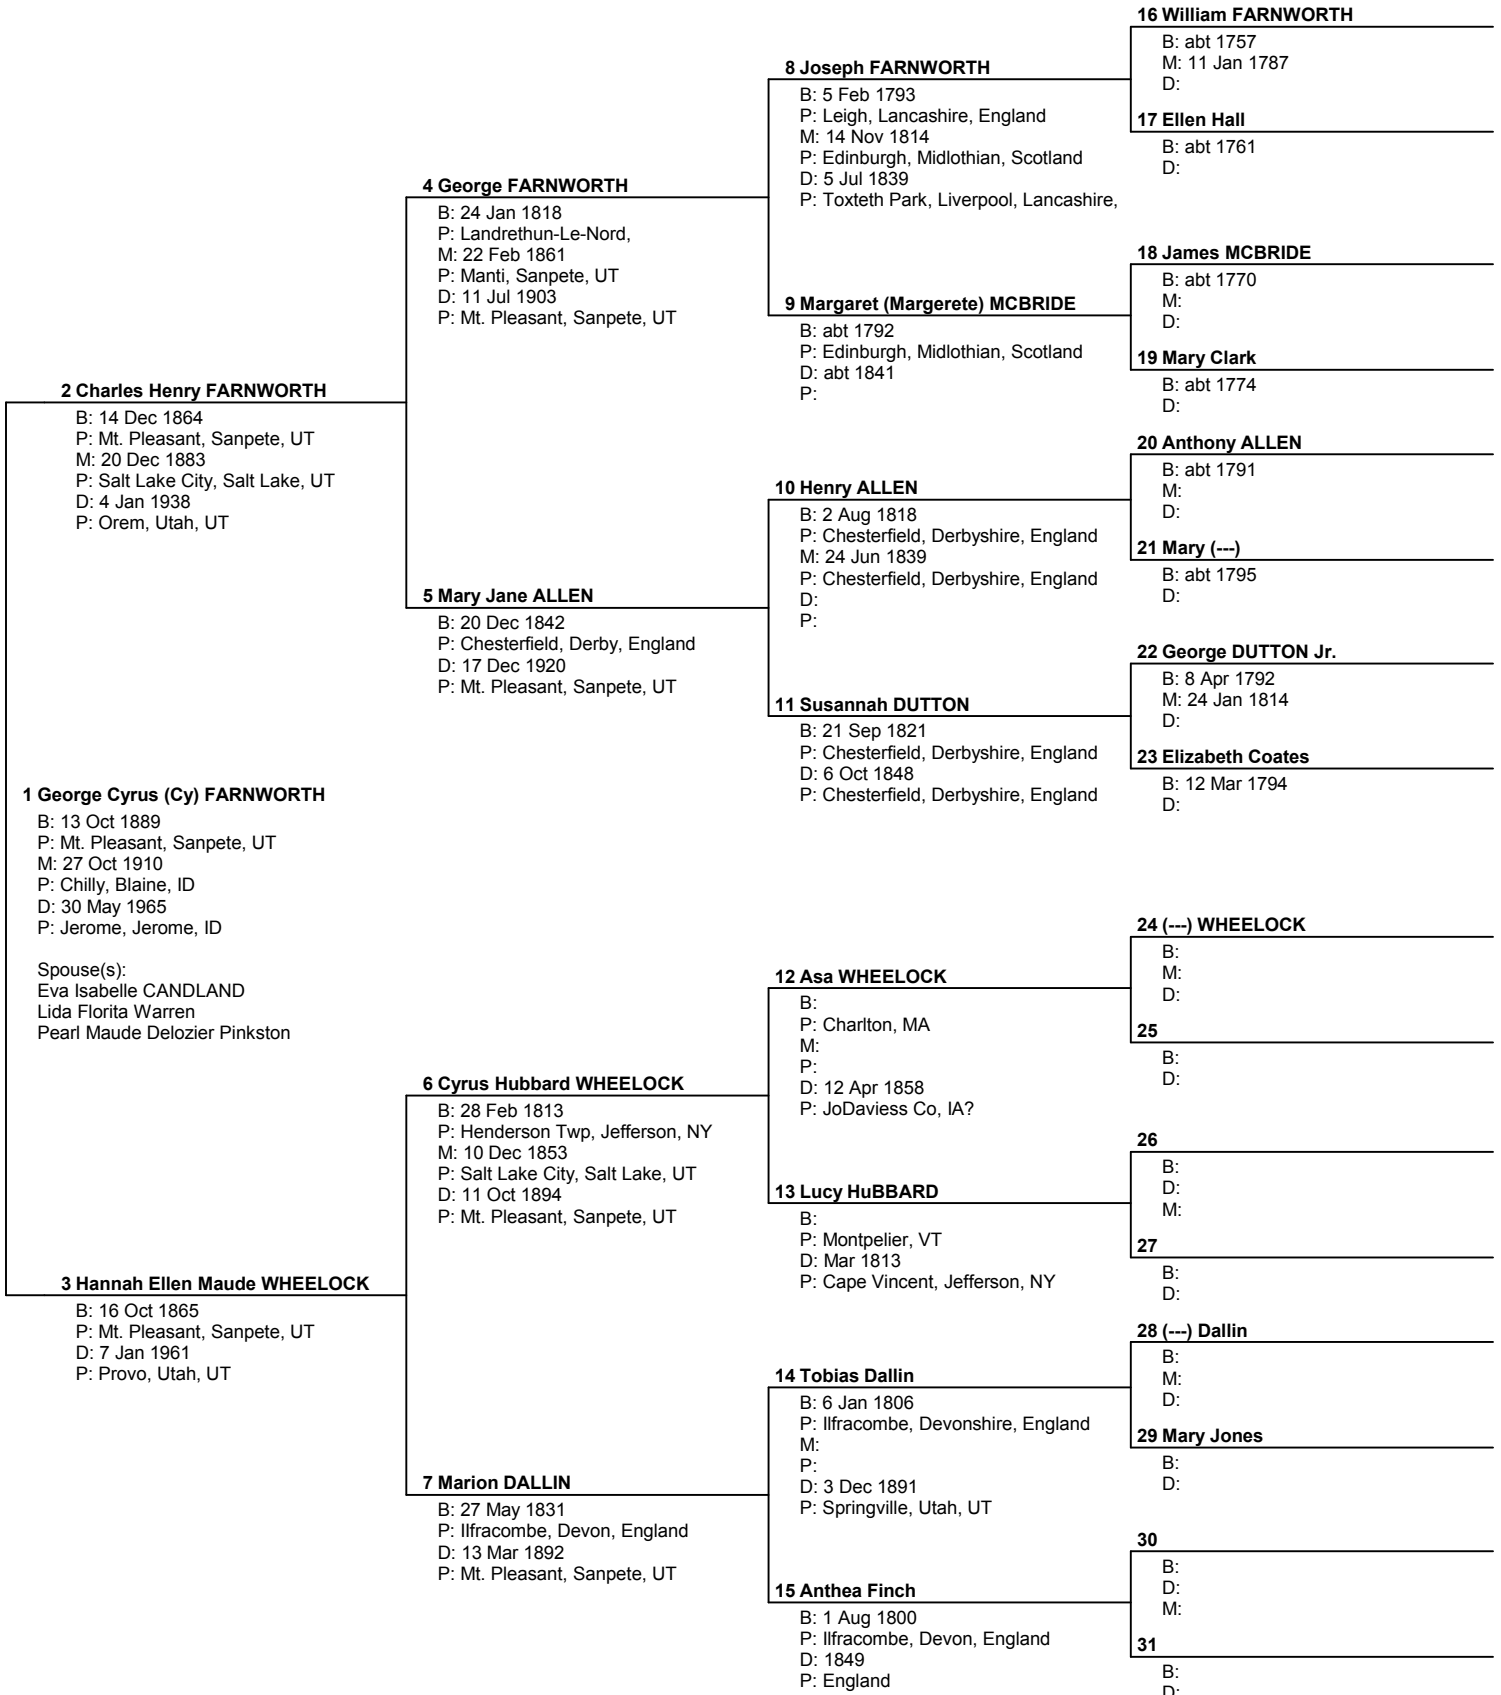 16 William FARNWORTH
B: abt 1757
M: 11 Jan 1787
D:
8 Joseph FARNWORTH
B: 5 Feb 1793
P: Leigh, Lancashire, England
M: 14 Nov 1814
P: Edinburgh, Midlothian, Scotland
D: 5 Jul 1839
P: Toxteth Park, Liverpool, Lancashire,
17 Ellen Hall
B: abt 1761
D:
4 George FARNWORTH
B: 24 Jan 1818
P: Landrethun-Le-Nord,
M: 22 Feb 1861
P: Manti, Sanpete, UT
D: 11 Jul 1903
P: Mt. Pleasant, Sanpete, UT
18 James MCBRIDE
B: abt 1770
M:
D:
9 Margaret (Margerete) MCBRIDE
B: abt 1792
P: Edinburgh, Midlothian, Scotland
D: abt 1841
P:
19 Mary Clark
B: abt 1774
D:
2 Charles Henry FARNWORTH
B: 14 Dec 1864
P: Mt. Pleasant, Sanpete, UT
M: 20 Dec 1883
P: Salt Lake City, Salt Lake, UT
D: 4 Jan 1938
P: Orem, Utah, UT
20 Anthony ALLEN
B: abt 1791
M:
D:
10 Henry ALLEN
B: 2 Aug 1818
P: Chesterfield, Derbyshire, England
M: 24 Jun 1839
P: Chesterfield, Derbyshire, England
D:
P:
21 Mary (---)
B: abt 1795
D:
5 Mary Jane ALLEN
B: 20 Dec 1842
P: Chesterfield, Derby, England
D: 17 Dec 1920
P: Mt. Pleasant, Sanpete, UT
22 George DUTTON Jr.
B: 8 Apr 1792
M: 24 Jan 1814
D:
11 Susannah DUTTON
B: 21 Sep 1821
P: Chesterfield, Derbyshire, England
D: 6 Oct 1848
P: Chesterfield, Derbyshire, England
23 Elizabeth Coates
B: 12 Mar 1794
D:
1 George Cyrus (Cy) FARNWORTH
B: 13 Oct 1889
P: Mt. Pleasant, Sanpete, UT
M: 27 Oct 1910
P: Chilly, Blaine, ID
D: 30 May 1965
P: Jerome, Jerome, ID
Spouse(s):
Eva Isabelle CANDLAND
Lida Florita Warren
Pearl Maude Delozier Pinkston
24 (---) WHEELOCK
B:
M:
D:
12 Asa WHEELOCK
B:
P: Charlton, MA
M:
P:
D: 12 Apr 1858
P: JoDaviess Co, IA?
25
B:
D:
6 Cyrus Hubbard WHEELOCK
B: 28 Feb 1813
P: Henderson Twp, Jefferson, NY
M: 10 Dec 1853
P: Salt Lake City, Salt Lake, UT
D: 11 Oct 1894
P: Mt. Pleasant, Sanpete, UT
26
B:
D:
M:
13 Lucy HuBBARD
B:
P: Montpelier, VT
D: Mar 1813
P: Cape Vincent, Jefferson, NY
27
B:
D:
3 Hannah Ellen Maude WHEELOCK
B: 16 Oct 1865
P: Mt. Pleasant, Sanpete, UT
D: 7 Jan 1961
P: Provo, Utah, UT
28 (---) Dallin
B:
M:
D:
14 Tobias Dallin
B: 6 Jan 1806
P: Ilfracombe, Devonshire, England
M:
P:
D: 3 Dec 1891
P: Springville, Utah, UT
29 Mary Jones
B:
D:
7 Marion DALLIN
B: 27 May 1831
P: Ilfracombe, Devon, England
D: 13 Mar 1892
P: Mt. Pleasant, Sanpete, UT
30
B:
D:
M:
15 Anthea Finch
B: 1 Aug 1800
P: Ilfracombe, Devon, England
D: 1849
P: England
31
B:
D: